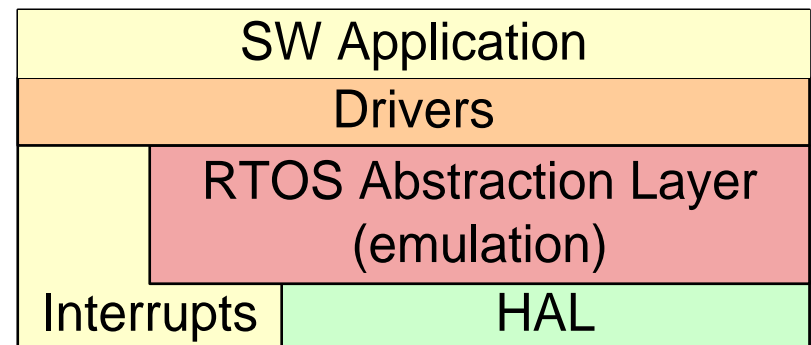 SW Application
Drivers
RTOS Abstraction Layer
(emulation)
Interrupts
HAL